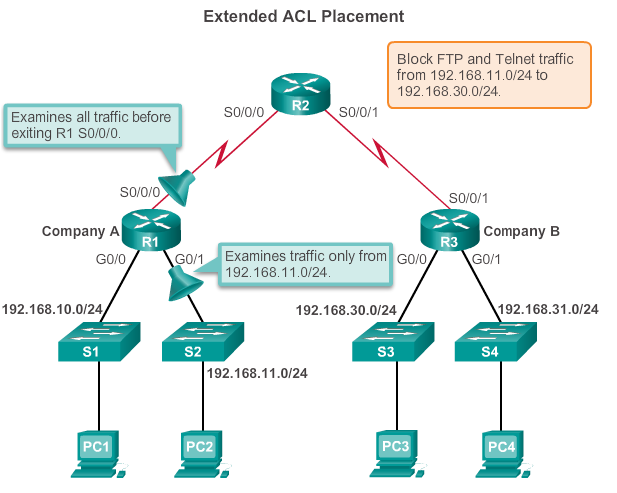 Extended ACL Placement
Block FTP and Telnet traffic
from 192.168.11.0/24 to
192.168.30.0/24.
R2
S0/0/0
S0/0/1
Examines all traffic before
exiting R1 S0/0/0.
S0/0/0
S0/0/1
Company A
R1
R3
Company B
G0/0
G0/1
Examines traffic only from
192.168.11.0/24.
G0/0
G0/1
192.168.10.0/24
192.168.30.0/24
192.168.31.0/24
S1
S2
S3
S4
192.168.11.0/24
PC1
PC2
PC3
PC4